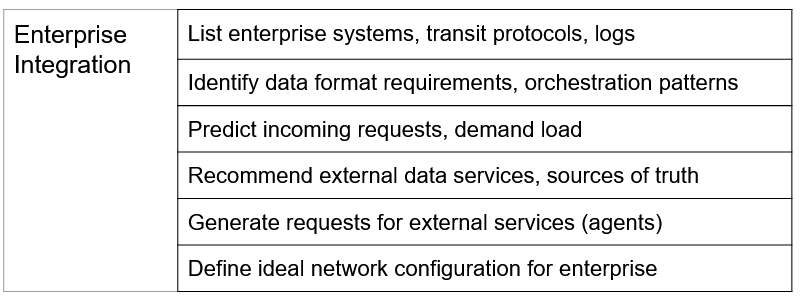 Enterprise
Integration
List enterprise systems, transit protocols, logs
Identify data format requirements, orchestration patterns
Predict incoming requests, demand load
Recommend external data services, sources of truth
Generate requests for external services (agents)
Define ideal network configuration for enterprise